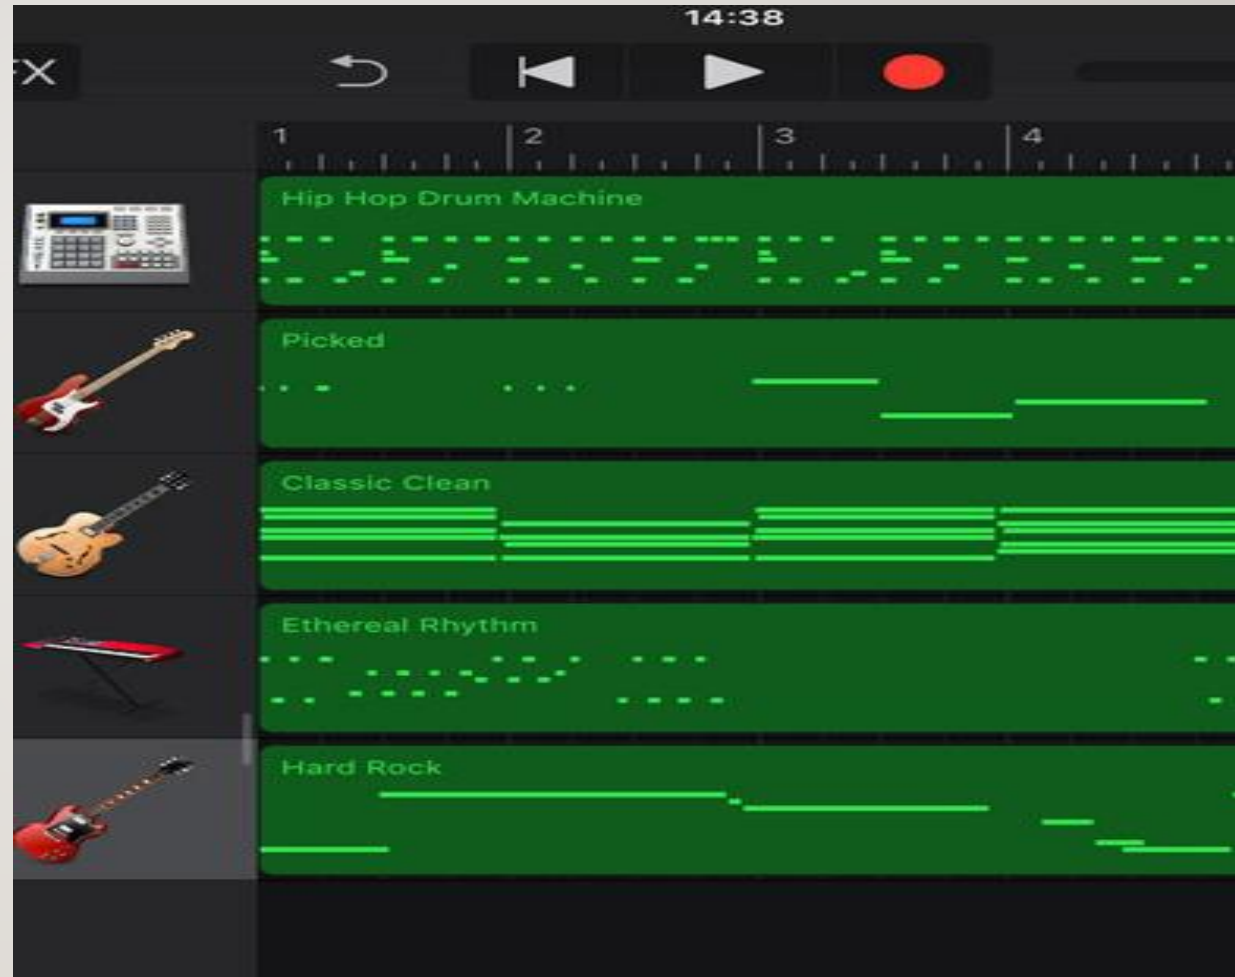 14:38
FX
1 2 3 4
Hip Hop Drum Machine
Picked
Classic Clean
Ethereal Rhythm
Hard Rock